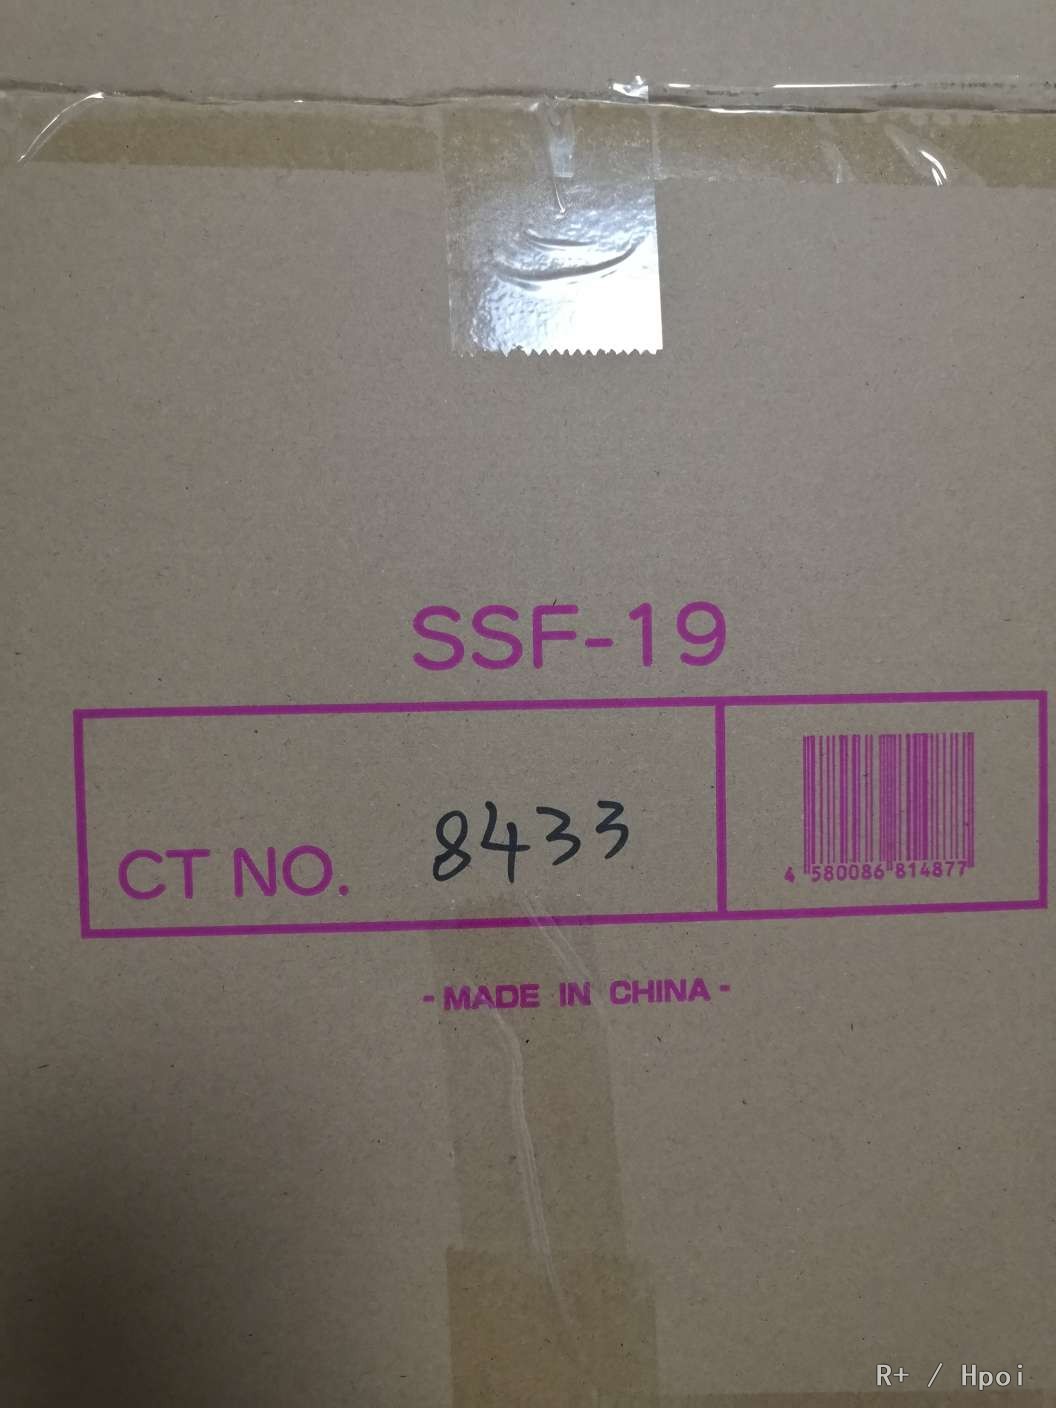 SSF-19
CT NO. 8433
4 580086 814877
- MADE IN CHINA -
R+ / Hpoi